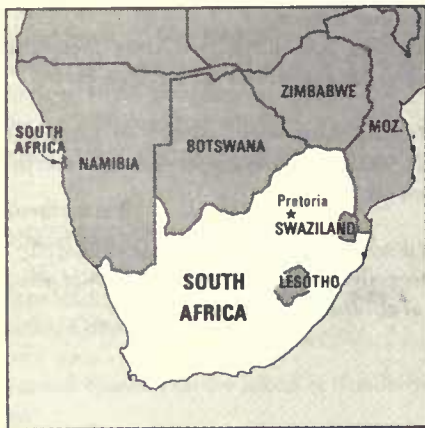 ZIMBABWE
MOZ.
SOUTH
AFRICA
BOTSWANA
NAMIBIA
Pretoria
SWAZILAND
LESOTHO
SOUTH
AFRICA